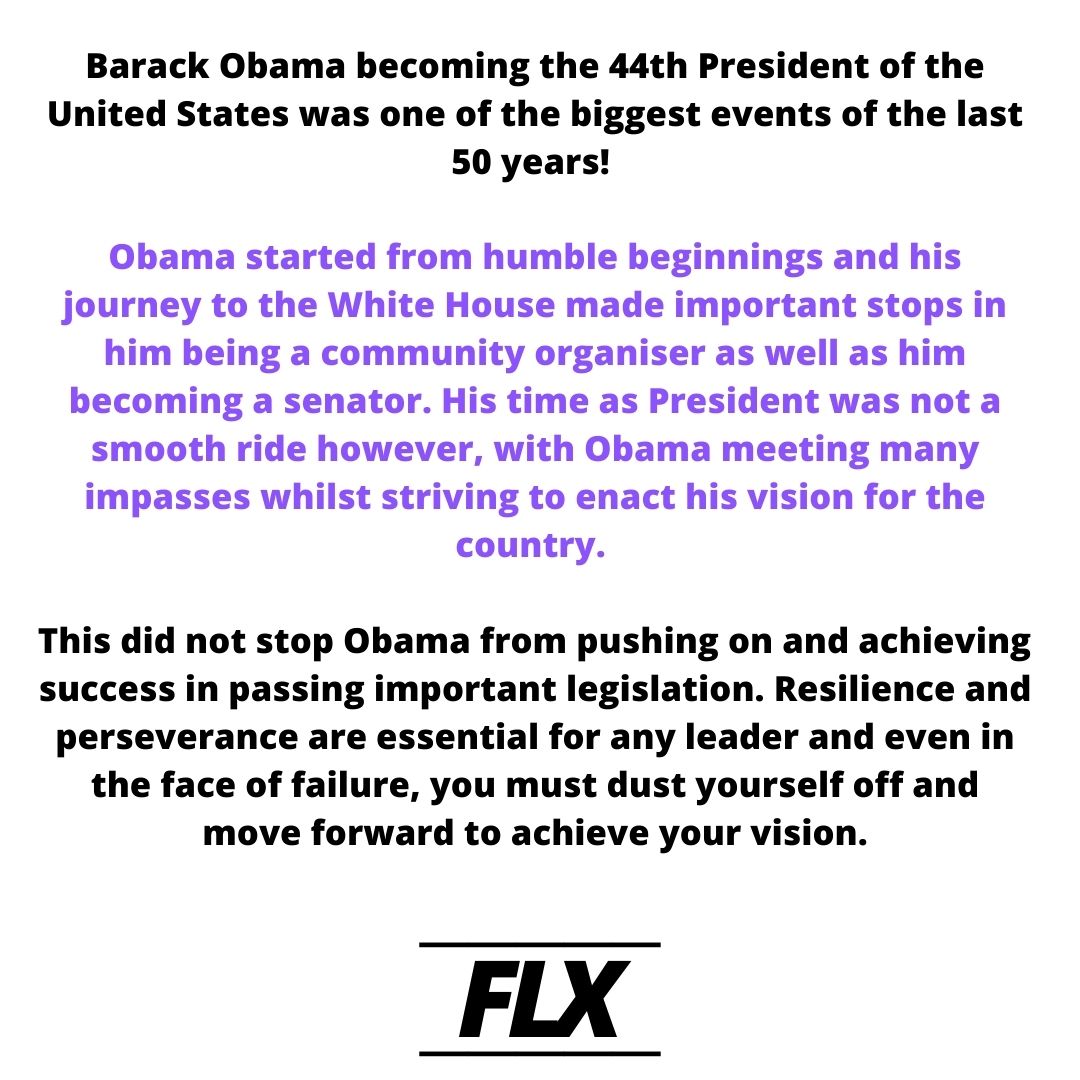 Barack Obama becoming the 44th President of the
United States was one of the biggest events of the last
50 years!
Obama started from humble beginnings and his
journey to the White House made important stops in
him being a community organiser as well as him
becoming a senator. His time as President was not a
smooth ride however, with Obama meeting many
impasses whilst striving to enact his vision for the
country.
This did not stop Obama from pushing on and achieving
success in passing important legislation. Resilience and
perseverance are essential for any leader and even in
the face of failure, you must dust yourself off and
move forward to achieve your vision.
FLX